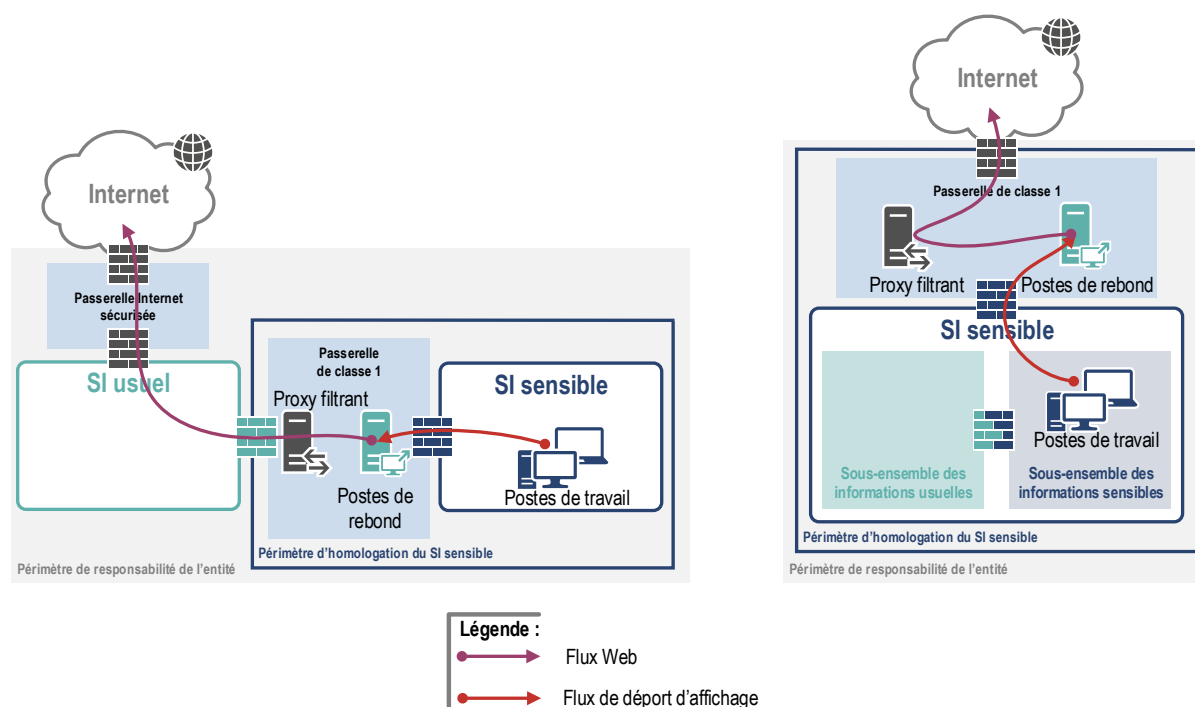 Internet
Passerelle Internet
sécurisée
SI usuel
Passerelle
de classe 1
Proxy filtrant
Postes de
rebond
SI sensible
Postes de travail
Périmètre d'homologation du SI sensible
Périmètre de responsabilité de l'entité
Internet
Passerelle de classe 1
Proxy filtrant
Postes de rebond
SI sensible
Postes de travail
Sous-ensemble des
informations usuelles
Sous-ensemble des
informations sensibles
Périmètre d'homologation du SI sensible
Périmètre de responsabilité de l'entité
Légende :
Flux Web
Flux de déport d'affichage